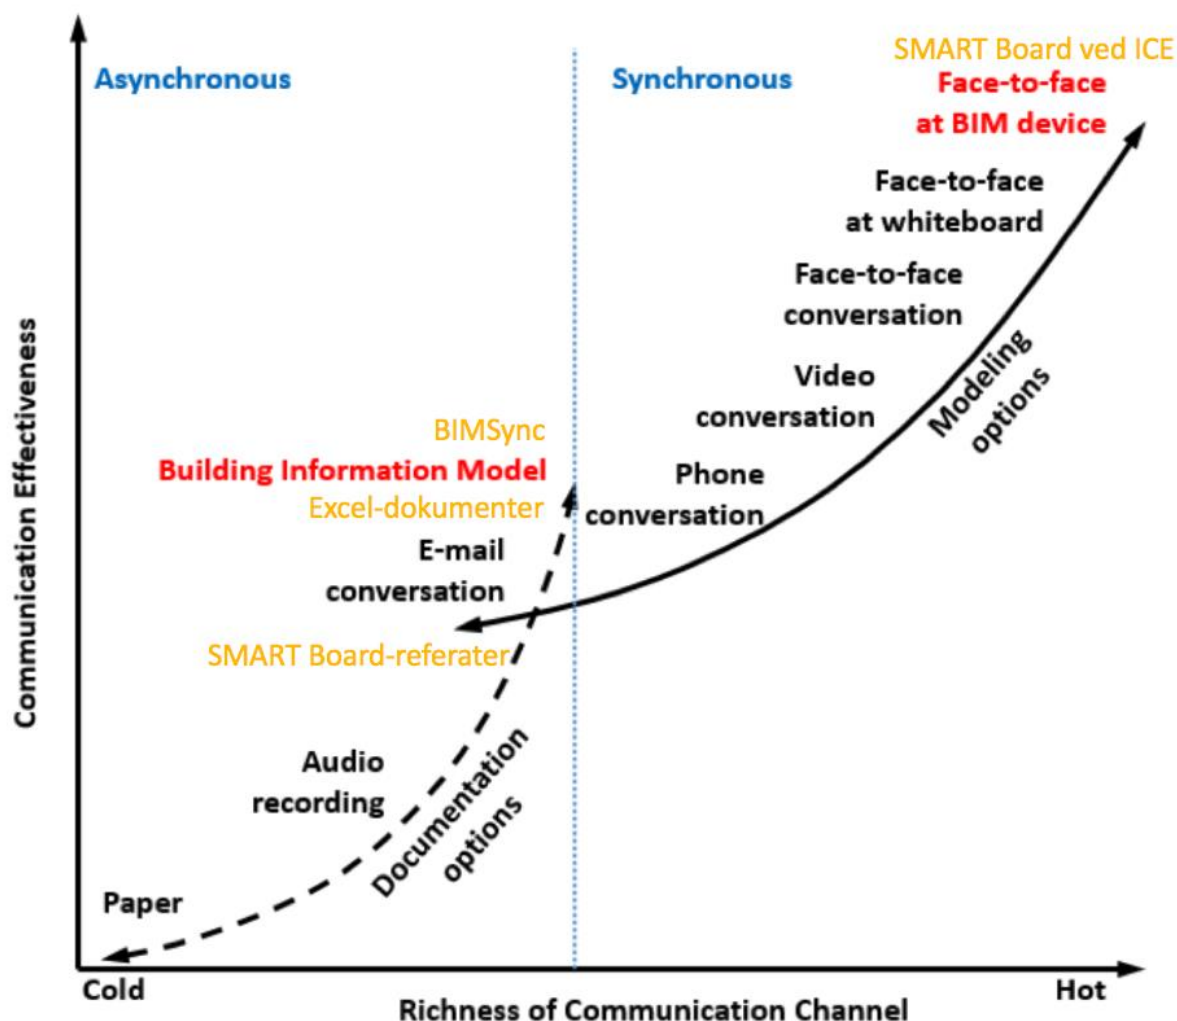 SMART Board ved ICE
Asynchronous
Synchronous
Face-to-face
at BIM device
Face-to-face
at whiteboard
Face-to-face
conversation
Video
conversation
Modeling
options
BIMSync
Building Information Model
Excel-dokumenter
Phone
conversation
E-mail
conversation
SMART Board-referater
Audio
recording
Documentation
options
Paper
Communication Effectiveness
Cold
Hot
Richness of Communication Channel